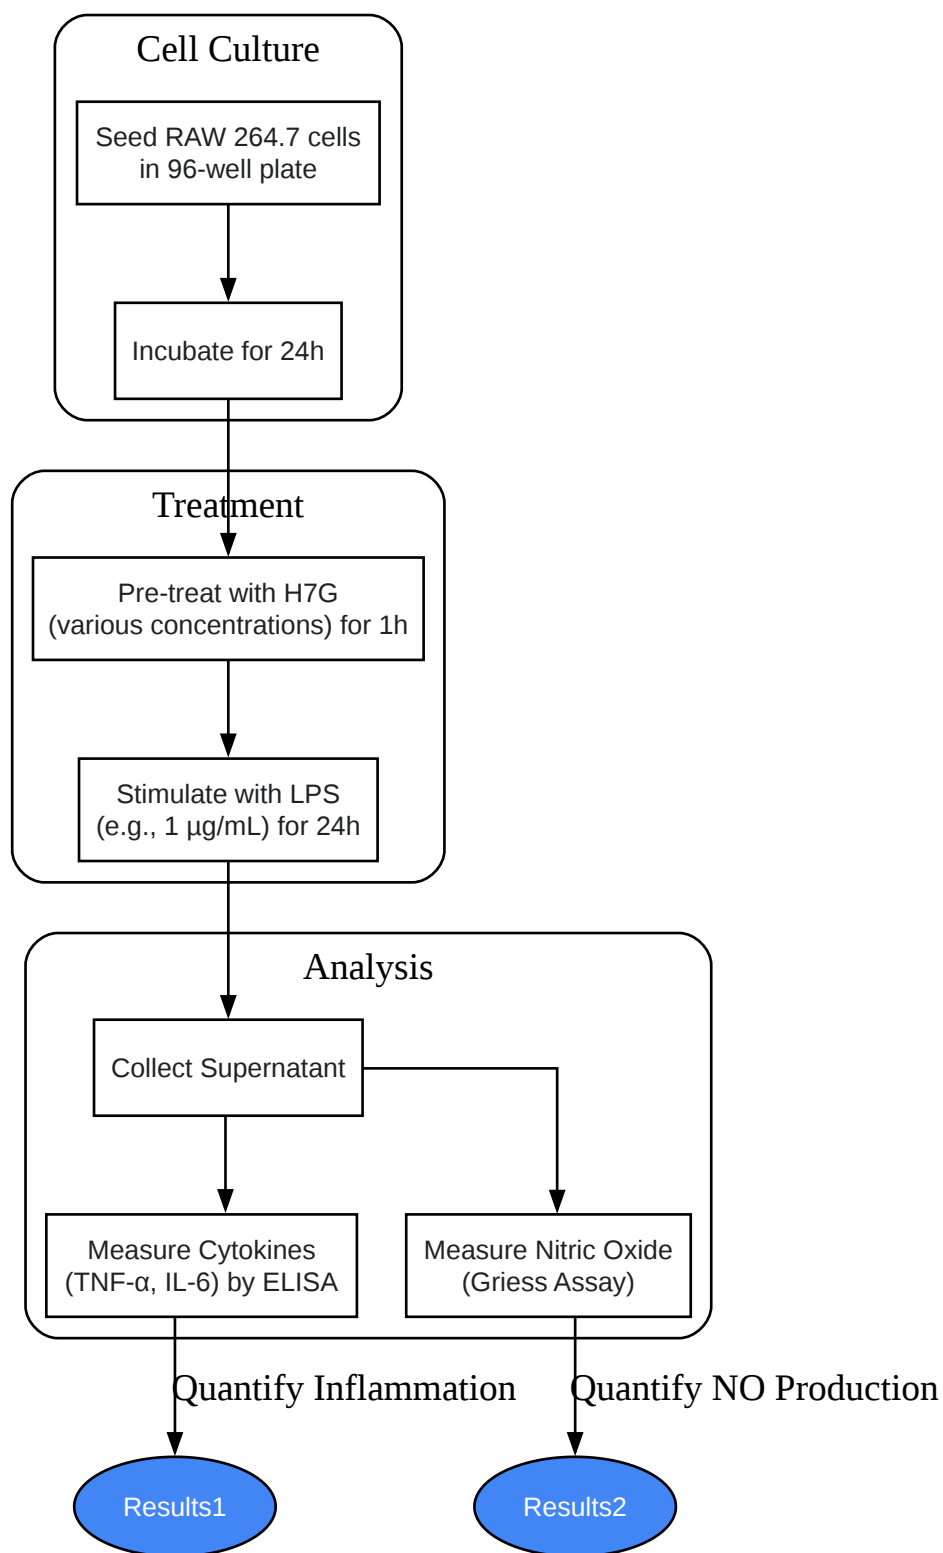 Cell Culture
Seed RAW 264.7 cells
in 96-well plate
Incubate for 24h
Treatment
Pre-treat with H7G
(various concentrations) for 1h
Stimulate with LPS
(e.g., 1 µg/mL) for 24h
Analysis
Collect Supernatant
Measure Cytokines
(TNF-α, IL-6) by ELISA
Measure Nitric Oxide
(Griess Assay)
Quantify Inflammation
Quantify NO Production
Results1
Results2